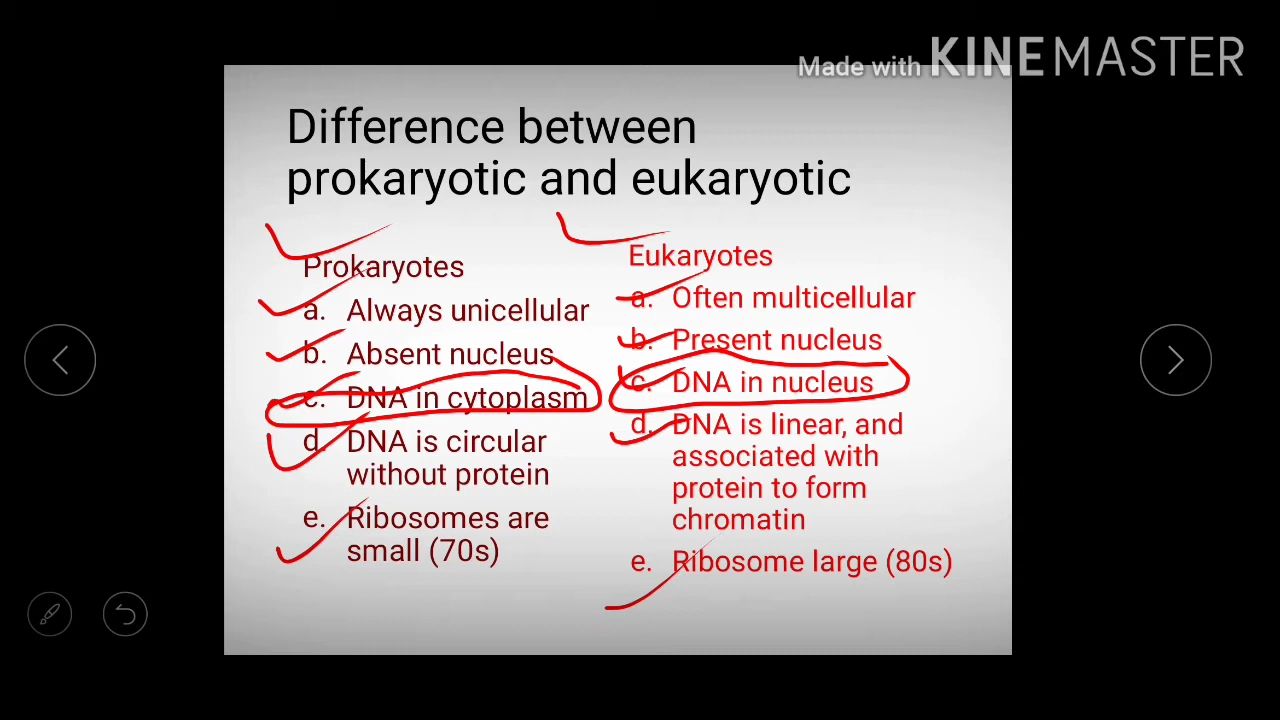 Made with KINEMASTER
Difference between
prokaryotic and eukaryotic
Prokaryotes
a. Always unicellular
b. Absent nucleus
c. DNA in cytoplasm
d. DNA is circular
without protein
e. Ribosomes are
small (70s)
Eukaryotes
a. Often multicellular
b. Present nucleus
c. DNA in nucleus
d. DNA is linear, and
associated with
protein to form
chromatin
e. Ribosome large (80s)